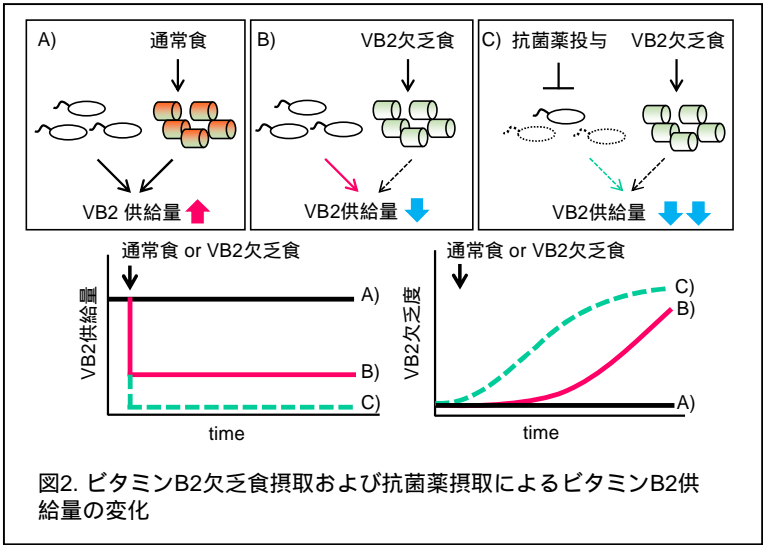 A)
通常食
VB2 供給量
B)
VB2欠乏食
VB2供給量
C)
抗菌薬投与
VB2欠乏食
VB2供給量
通常食 or VB2欠乏食
VB2供給量
A)
B)
C)
time
通常食 or VB2欠乏食
VB2欠乏度
C)
B)
A)
time
図2. ビタミンB2欠乏食摂取および抗菌薬摂取によるビタミンB2供
給量の変化